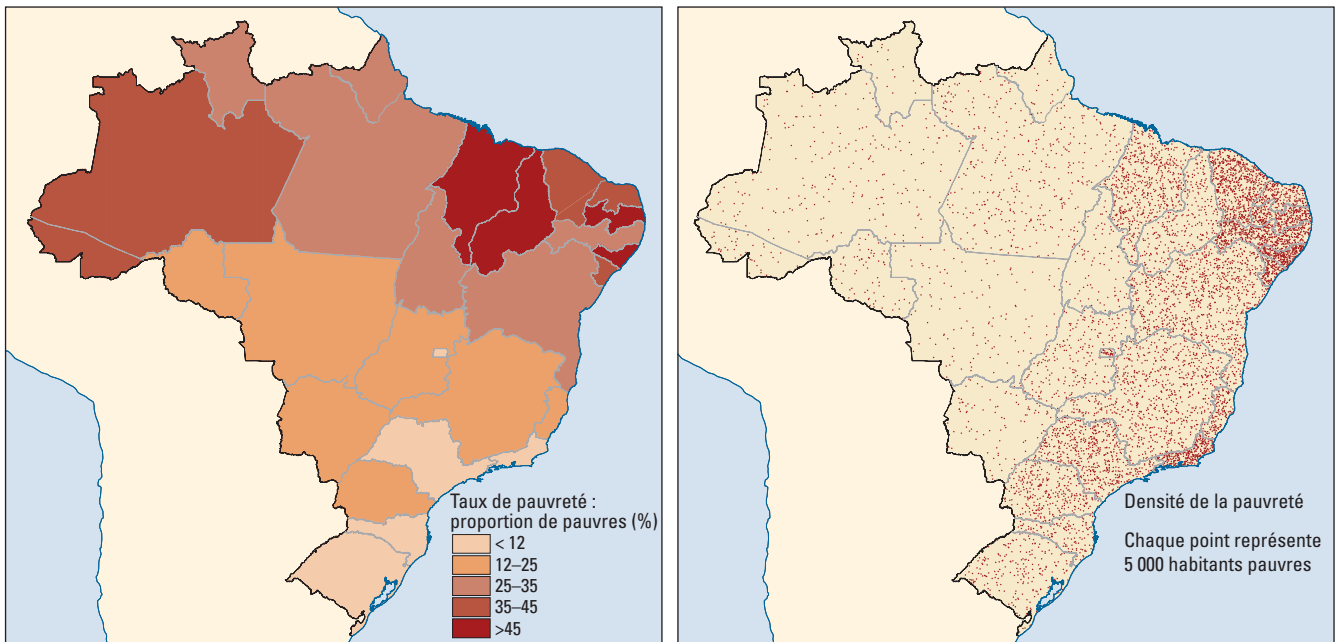 Taux de pauvreté :
proportion de pauvres (%)
< 12
12–25
25–35
35–45
>45
Densité de la pauvreté
Chaque point représente
5 000 habitants pauvres